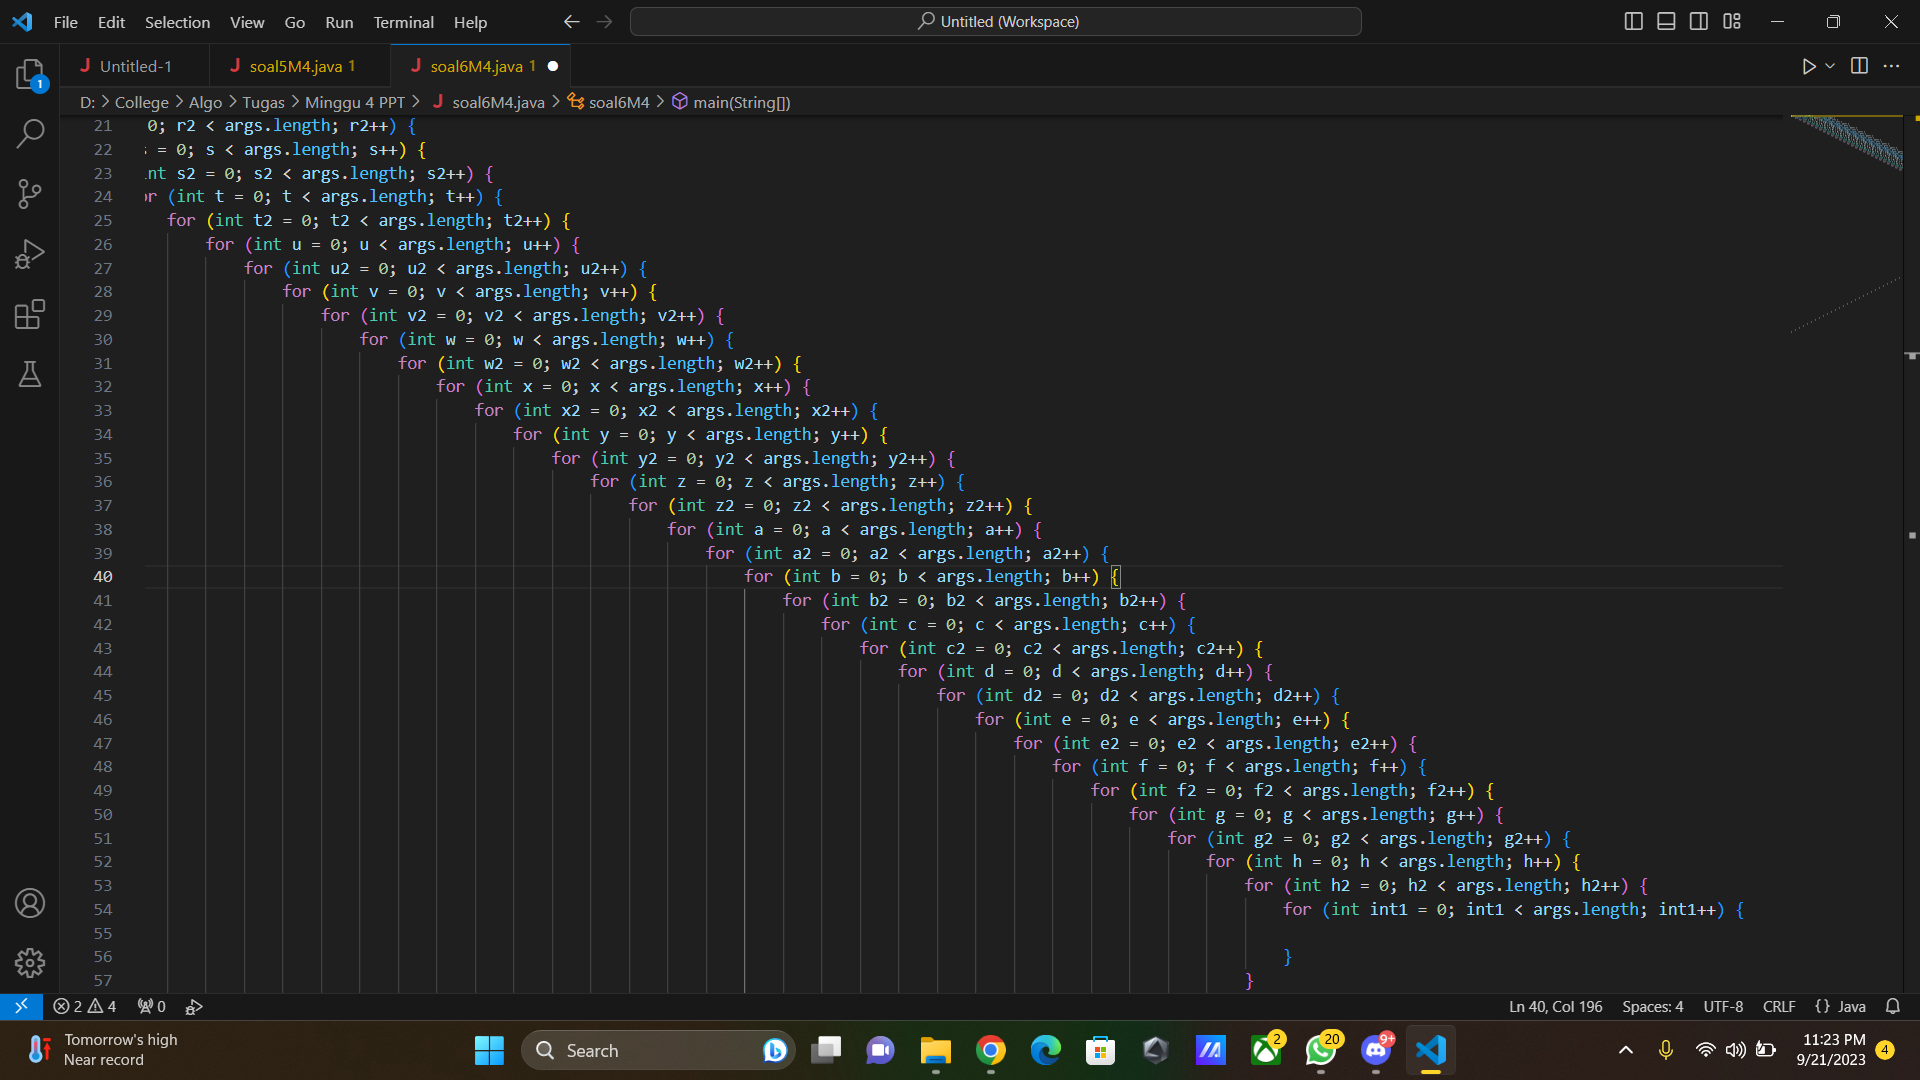 File Edit Selection View Go Run Terminal Help
Untitled (Workspace)
1
Untitled-1
soal5M4.java 1
soal6M4.java 1
D: > College > Algo > Tugas > Minggu 4 PPT > soal6M4.java > soal6M4 > main(String[])
21 0; r2 < args.length; r2++) {
22 = 0; s < args.length; s++) {
23 nt s2 = 0; s2 < args.length; s2++) {
24 r (int t = 0; t < args.length; t++) {
25 for (int t2 = 0; t2 < args.length; t2++) {
26 for (int u = 0; u < args.length; u++) {
27 for (int u2 = 0; u2 < args.length; u2++) {
28 for (int v = 0; v < args.length; v++) {
29 for (int v2 = 0; v2 < args.length; v2++) {
30 for (int w = 0; w < args.length; w++) {
31 for (int w2 = 0; w2 < args.length; w2++) {
32 for (int x = 0; x < args.length; x++) {
33 for (int x2 = 0; x2 < args.length; x2++) {
34 for (int y = 0; y < args.length; y++) {
35 for (int y2 = 0; y2 < args.length; y2++) {
36 for (int z = 0; z < args.length; z++) {
37 for (int z2 = 0; z2 < args.length; z2++) {
38 for (int a = 0; a < args.length; a++) {
39 for (int a2 = 0; a2 < args.length; a2++) {
40 for (int b = 0; b < args.length; b++) {
41 for (int b2 = 0; b2 < args.length; b2++) {
42 for (int c = 0; c < args.length; c++) {
43 for (int c2 = 0; c2 < args.length; c2++) {
44 for (int d = 0; d < args.length; d++) {
45 for (int d2 = 0; d2 < args.length; d2++) {
46 for (int e = 0; e < args.length; e++) {
47 for (int e2 = 0; e2 < args.length; e2++) {
48 for (int f = 0; f < args.length; f++) {
49 for (int f2 = 0; f2 < args.length; f2++) {
50 for (int g = 0; g < args.length; g++) {
51 for (int g2 = 0; g2 < args.length; g2++) {
52 for (int h = 0; h < args.length; h++) {
53 for (int h2 = 0; h2 < args.length; h2++) {
54 for (int int1 = 0; int1 < args.length; int1++) {
55
56 }
57 }
2 4 0
Ln 40, Col 196 Spaces: 4 UTF-8 CRLF {} Java
Tomorrow's high
Near record
Search
2
20
9+
11:23 PM
9/21/2023
4